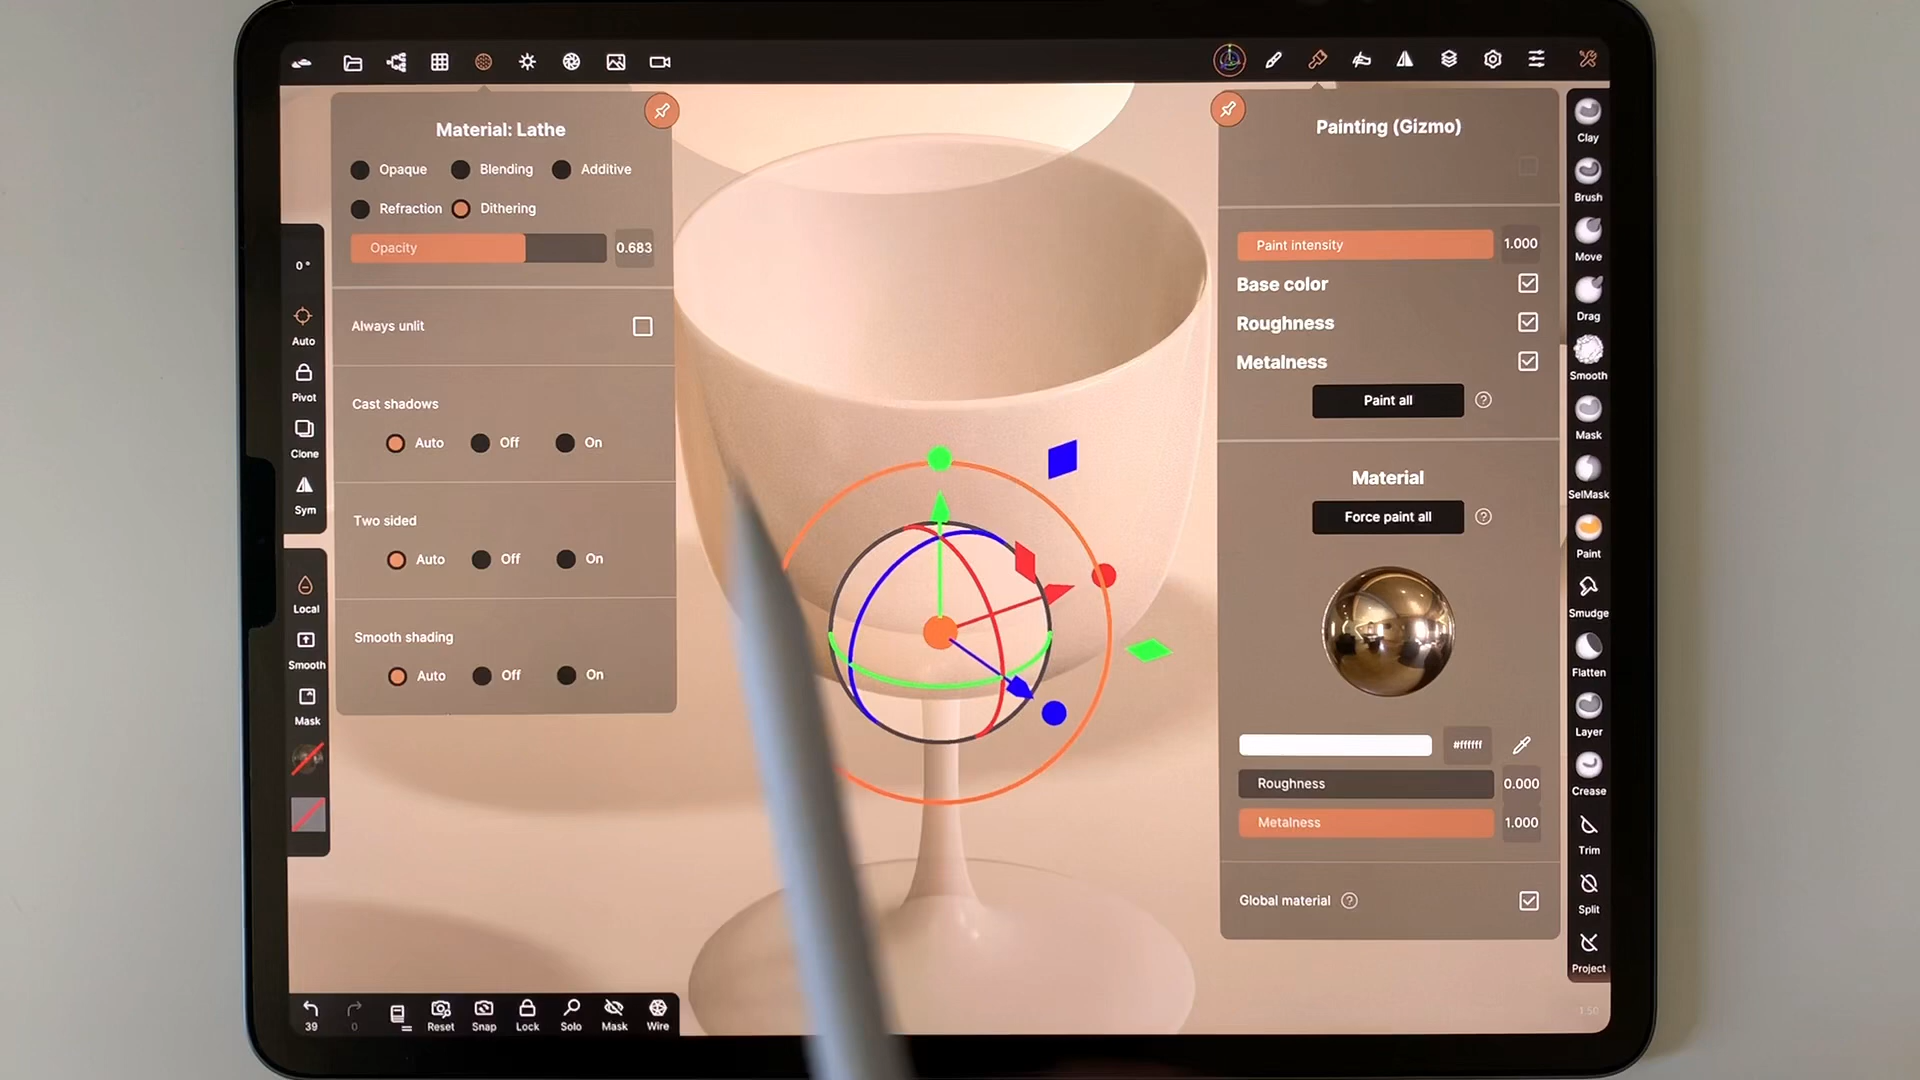 Material: Lathe
Opaque Blending Additive
Refraction Dithering
Opacity 0.683
Always unlit
Cast shadows
Auto Off On
Two sided
Auto Off On
Smooth shading
Auto Off On
0°
Auto
Pivot
Clone
Sym
Local
Smooth
Mask
39 0 Reset Snap Lock Solo Mask Wire
Painting (Gizmo)
Paint intensity 1.000
Base color
Roughness
Metalness
Paint all ?
Material
Force paint all ?
#ffffff
Roughness 0.000
Metalness 1.000
Global material ?
Clay
Brush
Move
Drag
Smooth
Mask
SelMask
Paint
Smudge
Flatten
Layer
Crease
Trim
Split
Project
1.50